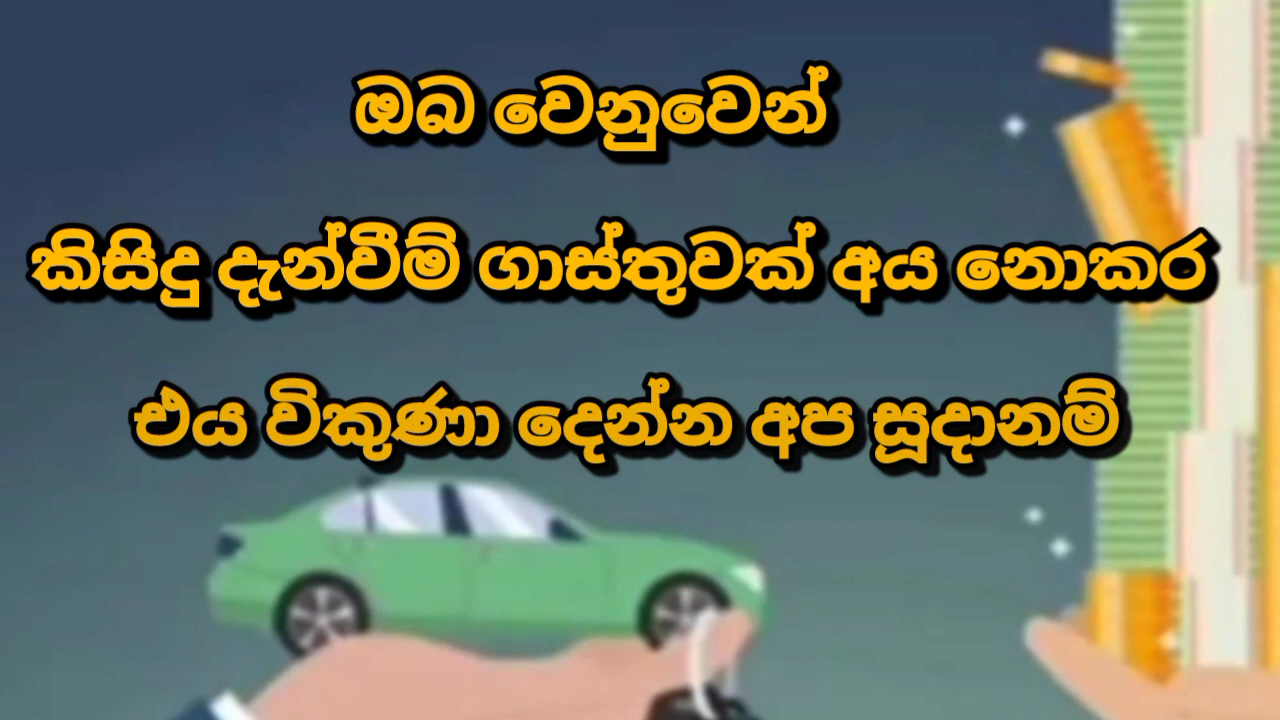 ඔබ වෙනුවෙන්
කිසිදු දැන්වීම් ගාස්තුවක් අය නොකර
එය විකුණා දෙන්න අප සූදානම්